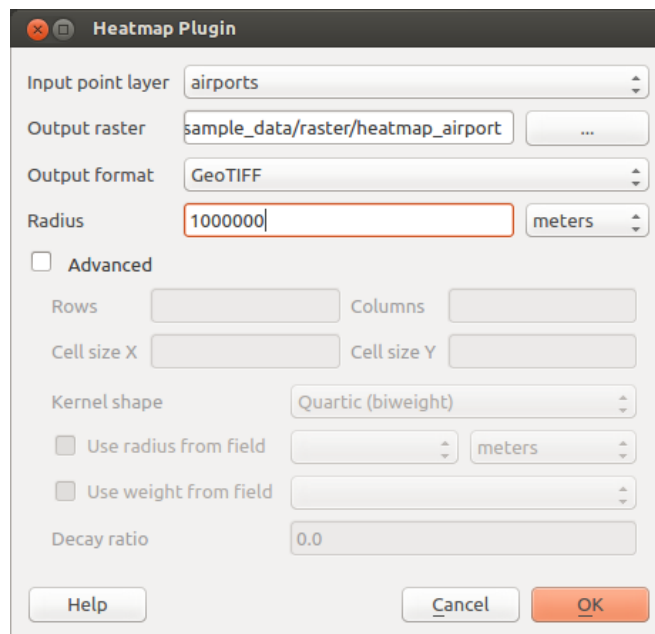 Heatmap Plugin
Input point layer airports
Output raster sample_data/raster/heatmap_airport ...
Output format GeoTIFF
Radius 1000000 meters
Advanced
Rows Columns
Cell size X Cell size Y
Kernel shape Quartic (biweight)
Use radius from field meters
Use weight from field
Decay ratio 0.0
Help Cancel OK